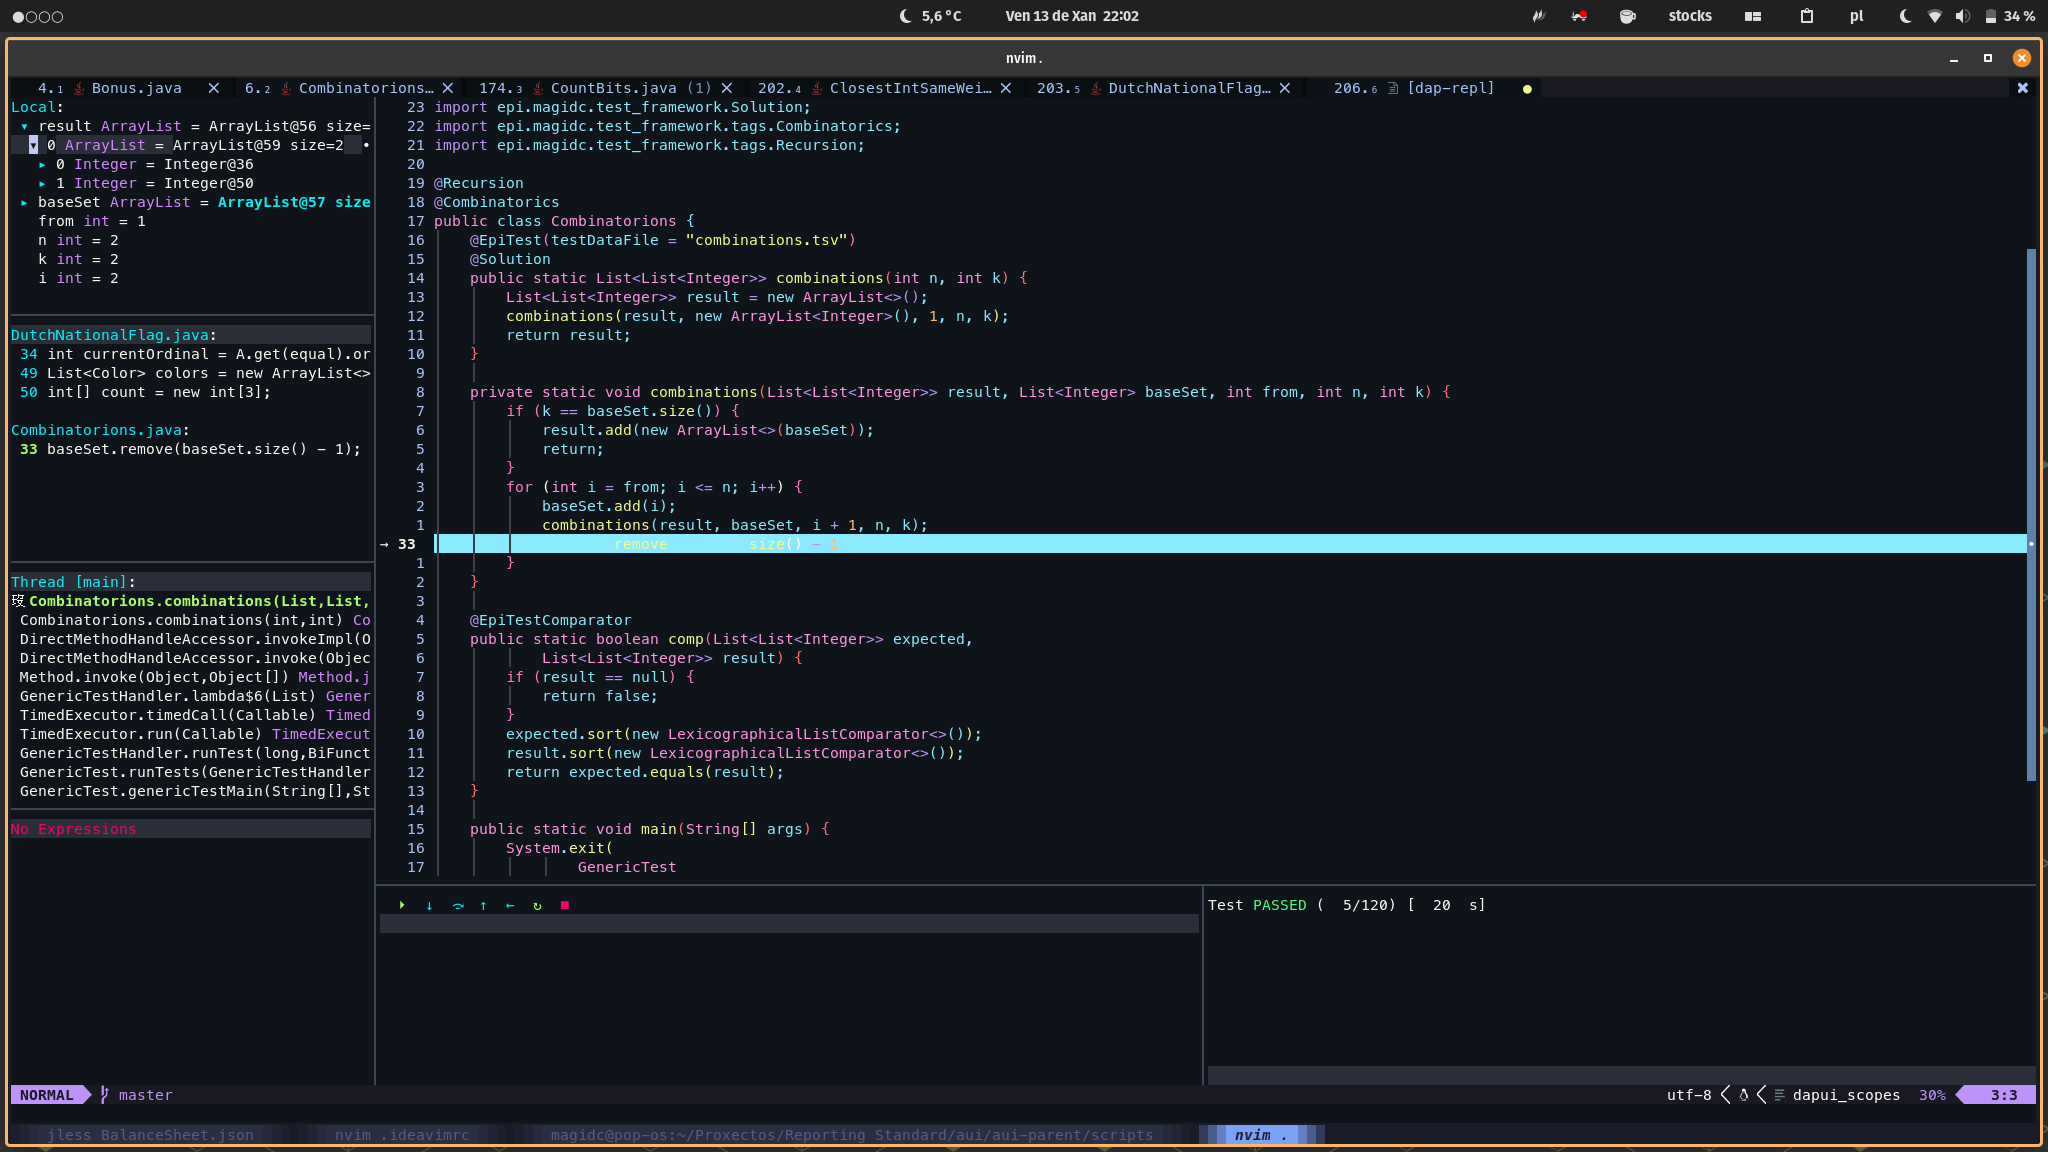 5,6 °C Ven 13 de Xan 22:02 stocks pl 34 %
nvim .
4.₁ Bonus.java 6.₂ Combinatorions… 174.₃ CountBits.java (1) 202.₄ ClosestIntSameWei… 203.₅ DutchNationalFlag… 206.₆ [dap-repl]
Local:
▾ result ArrayList = ArrayList@56 size=
▾ 0 ArrayList = ArrayList@59 size=2
▸ 0 Integer = Integer@36
▸ 1 Integer = Integer@50
▸ baseSet ArrayList = ArrayList@57 size
from int = 1
n int = 2
k int = 2
i int = 2
DutchNationalFlag.java:
34 int currentOrdinal = A.get(equal).or
49 List<Color> colors = new ArrayList<>
50 int[] count = new int[3];
Combinatorions.java:
33 baseSet.remove(baseSet.size() - 1);
Thread [main]:
Combinatorions.combinations(List,List,
Combinatorions.combinations(int,int) Co
DirectMethodHandleAccessor.invokeImpl(O
DirectMethodHandleAccessor.invoke(Objec
Method.invoke(Object,Object[]) Method.j
GenericTestHandler.lambda$6(List) Gener
TimedExecutor.timedCall(Callable) Timed
TimedExecutor.run(Callable) TimedExecut
GenericTestHandler.runTest(long,BiFunct
GenericTest.runTests(GenericTestHandler
GenericTest.genericTestMain(String[],St
No Expressions
23 import epi.magidc.test_framework.Solution;
22 import epi.magidc.test_framework.tags.Combinatorics;
21 import epi.magidc.test_framework.tags.Recursion;
20
19 @Recursion
18 @Combinatorics
17 public class Combinatorions {
16 @EpiTest(testDataFile = "combinations.tsv")
15 @Solution
14 public static List<List<Integer>> combinations(int n, int k) {
13 List<List<Integer>> result = new ArrayList<>();
12 combinations(result, new ArrayList<Integer>(), 1, n, k);
11 return result;
10 }
9
8 private static void combinations(List<List<Integer>> result, List<Integer> baseSet, int from, int n, int k) {
7 if (k == baseSet.size()) {
6 result.add(new ArrayList<>(baseSet));
5 return;
4 }
3 for (int i = from; i <= n; i++) {
2 baseSet.add(i);
1 combinations(result, baseSet, i + 1, n, k);
→ 33 remove size() - 1
1 }
2 }
3
4 @EpiTestComparator
5 public static boolean comp(List<List<Integer>> expected,
6 List<List<Integer>> result) {
7 if (result == null) {
8 return false;
9 }
10 expected.sort(new LexicographicalListComparator<>());
11 result.sort(new LexicographicalListComparator<>());
12 return expected.equals(result);
13 }
14
15 public static void main(String[] args) {
16 System.exit(
17 GenericTest
Test PASSED (  5/120) [  20  s]
NORMAL master utf-8 dapui_scopes 30% 3:3
jless BalanceSheet.json nvim .ideavimrc magidc@pop-os:~/Proxectos/Reporting Standard/aui/aui-parent/scripts nvim .